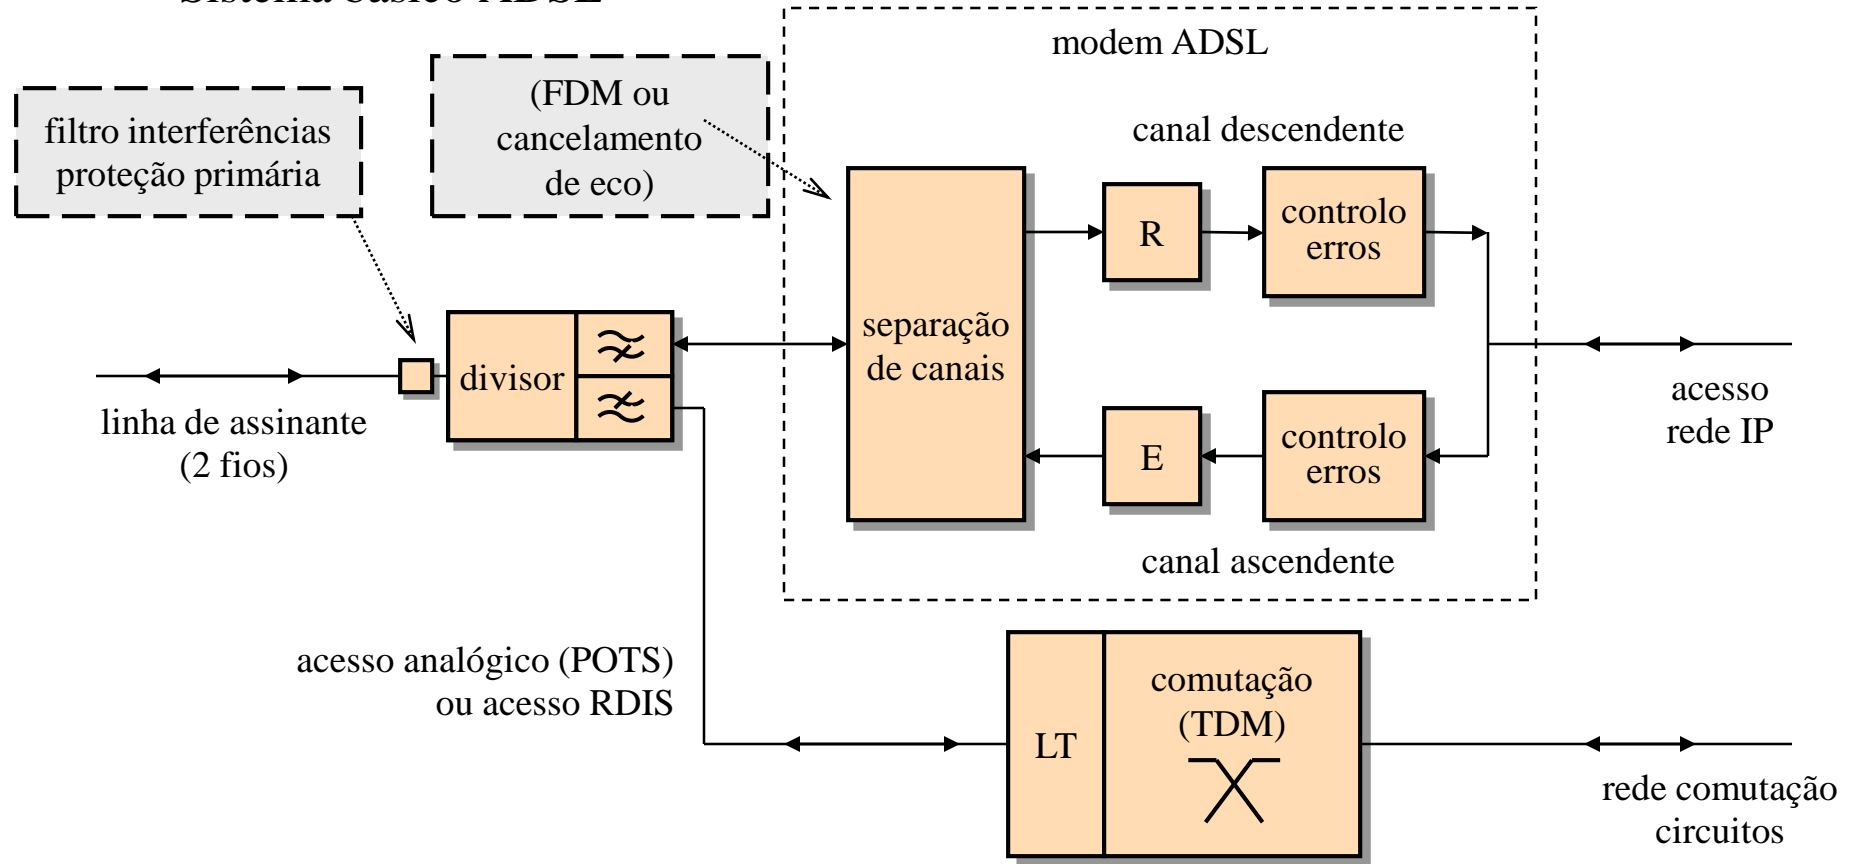 Sistema básico ADSL
modem ADSL
(FDM ou
cancelamento
de eco)
filtro interferências
proteção primária
canal descendente
R
controlo
erros
separação
de canais
divisor
linha de assinante
(2 fios)
acesso
rede IP
E
controlo
erros
canal ascendente
acesso analógico (POTS)
ou acesso RDIS
LT
comutação
(TDM)
rede comutação
circuitos